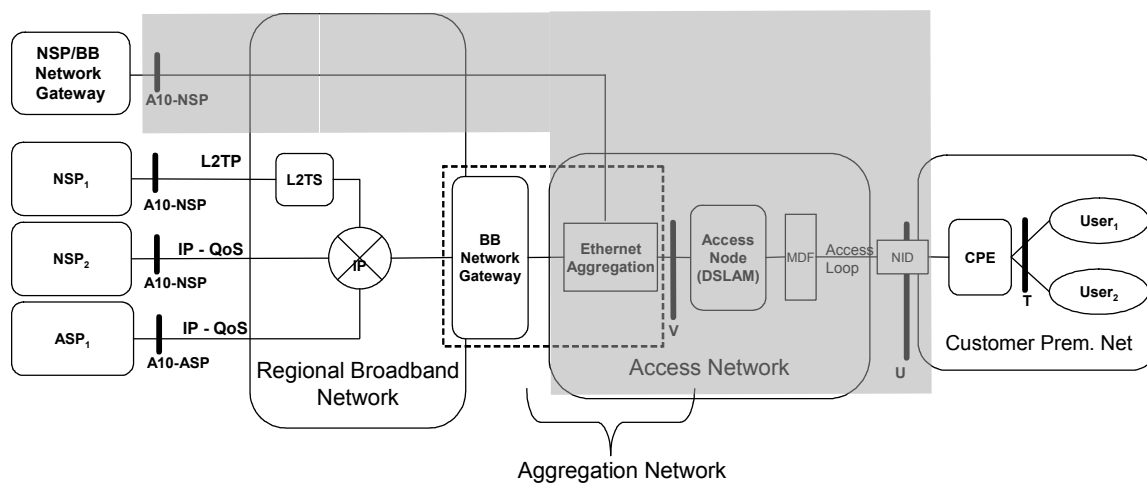 NSP/BB
Network
Gateway
A10-NSP
L2TP
NSP1
L2TS
A10-NSP
NSP2
IP - QoS
A10-NSP
IP
ASP1
IP - QoS
A10-ASP
Regional Broadband
Network
BB
Network
Gateway
Ethernet
Aggregation
V
Access
Node
(DSLAM)
MDF
Access
Loop
Access Network
NID
U
CPE
T
User1
User2
Customer Prem. Net
Aggregation Network